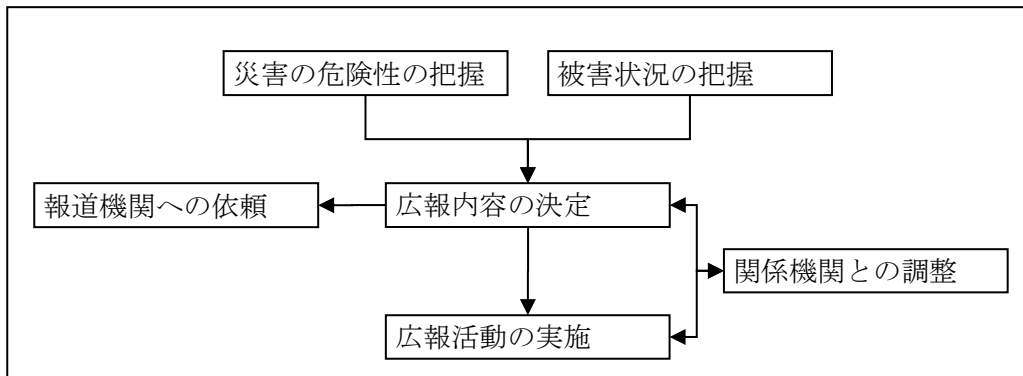 災害の危険性の把握
被害状況の把握
報道機関への依頼
広報内容の決定
関係機関との調整
広報活動の実施